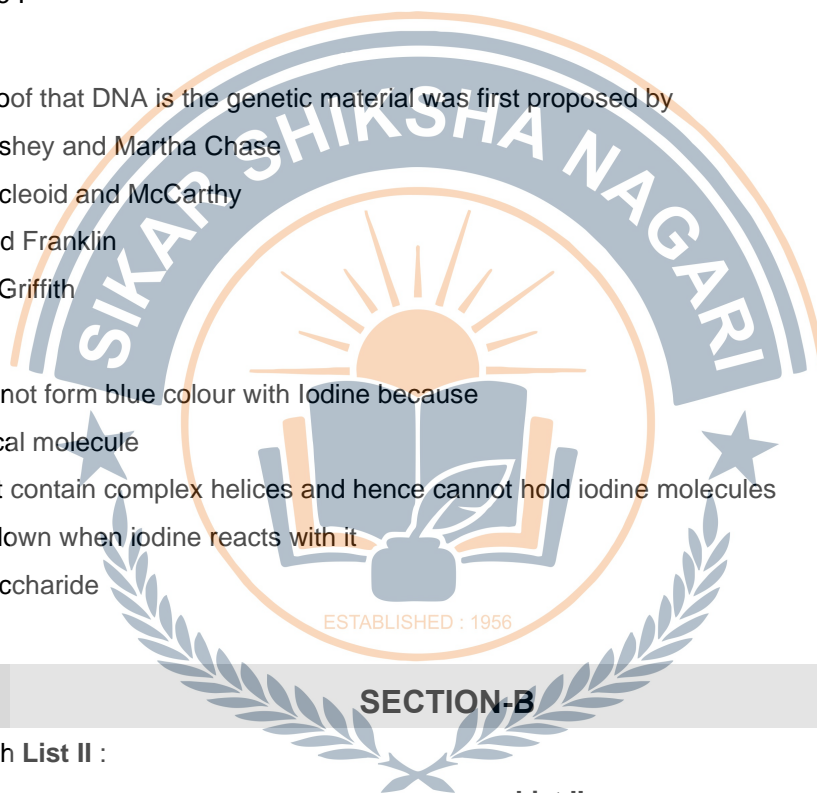 oof that DNA is the genetic material was first proposed by
shey and Martha Chase
cleoid and McCarthy
d Franklin
Griffith
SIKAR SHIKSHA NAGARI
not form blue colour with Iodine because
cal molecule
t contain complex helices and hence cannot hold iodine molecules
down when iodine reacts with it
ccharide
ESTABLISHED : 1956
SECTION-B
h List II :